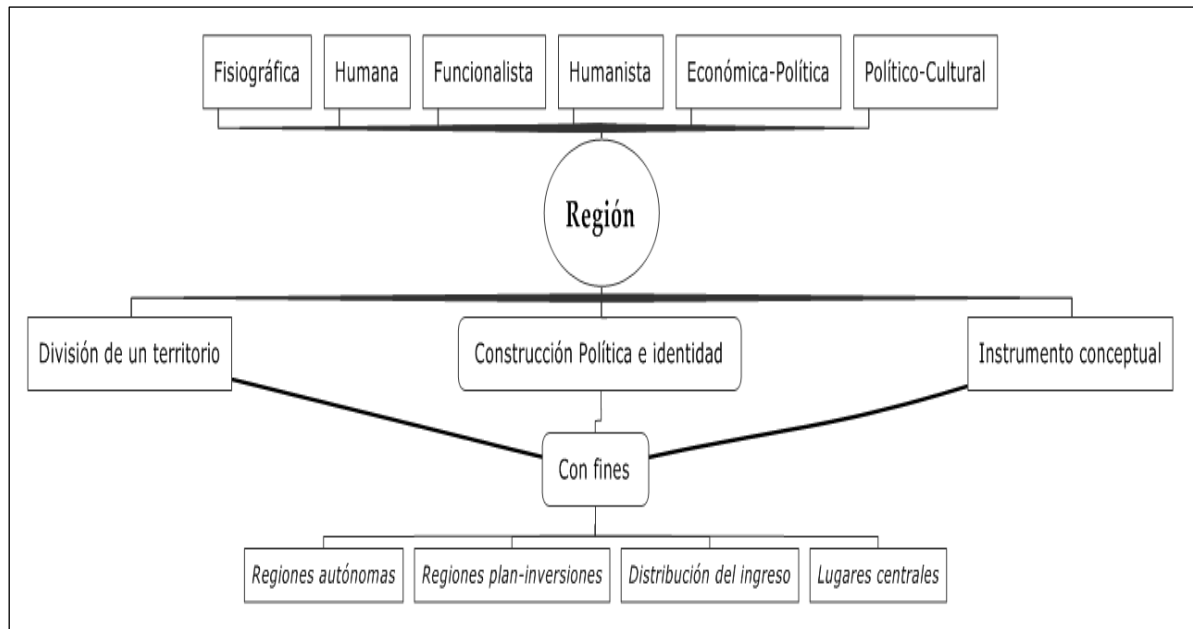 Fisiográfica
Humana
Funcionalista
Humanista
Económica-Política
Político-Cultural
Región
División de un territorio
Construcción Política e identidad
Instrumento conceptual
Con fines
Regiones autónomas
Regiones plan-inversiones
Distribución del ingreso
Lugares centrales